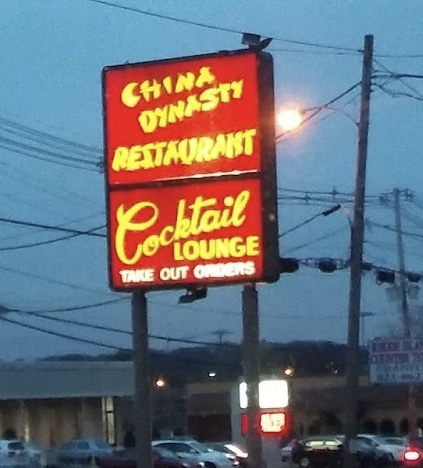 CHINA
DYNASTY
RESTAURANT
Cocktail
LOUNGE
TAKE OUT ORDERS